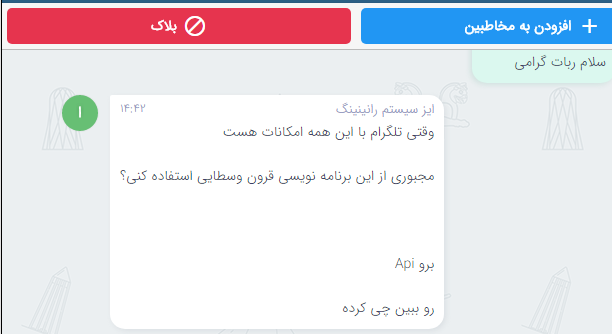 افزودن به مخاطبین
بلاک
سلام ربات گرامی
ایز سیستم رانینینگ
۱۴:۴۲
ا
وقتی تلگرام با این همه امکانات هست
مجبوری از این برنامه نویسی قرون وسطایی استفاده کنی؟
برو Api
رو ببین چی کرده